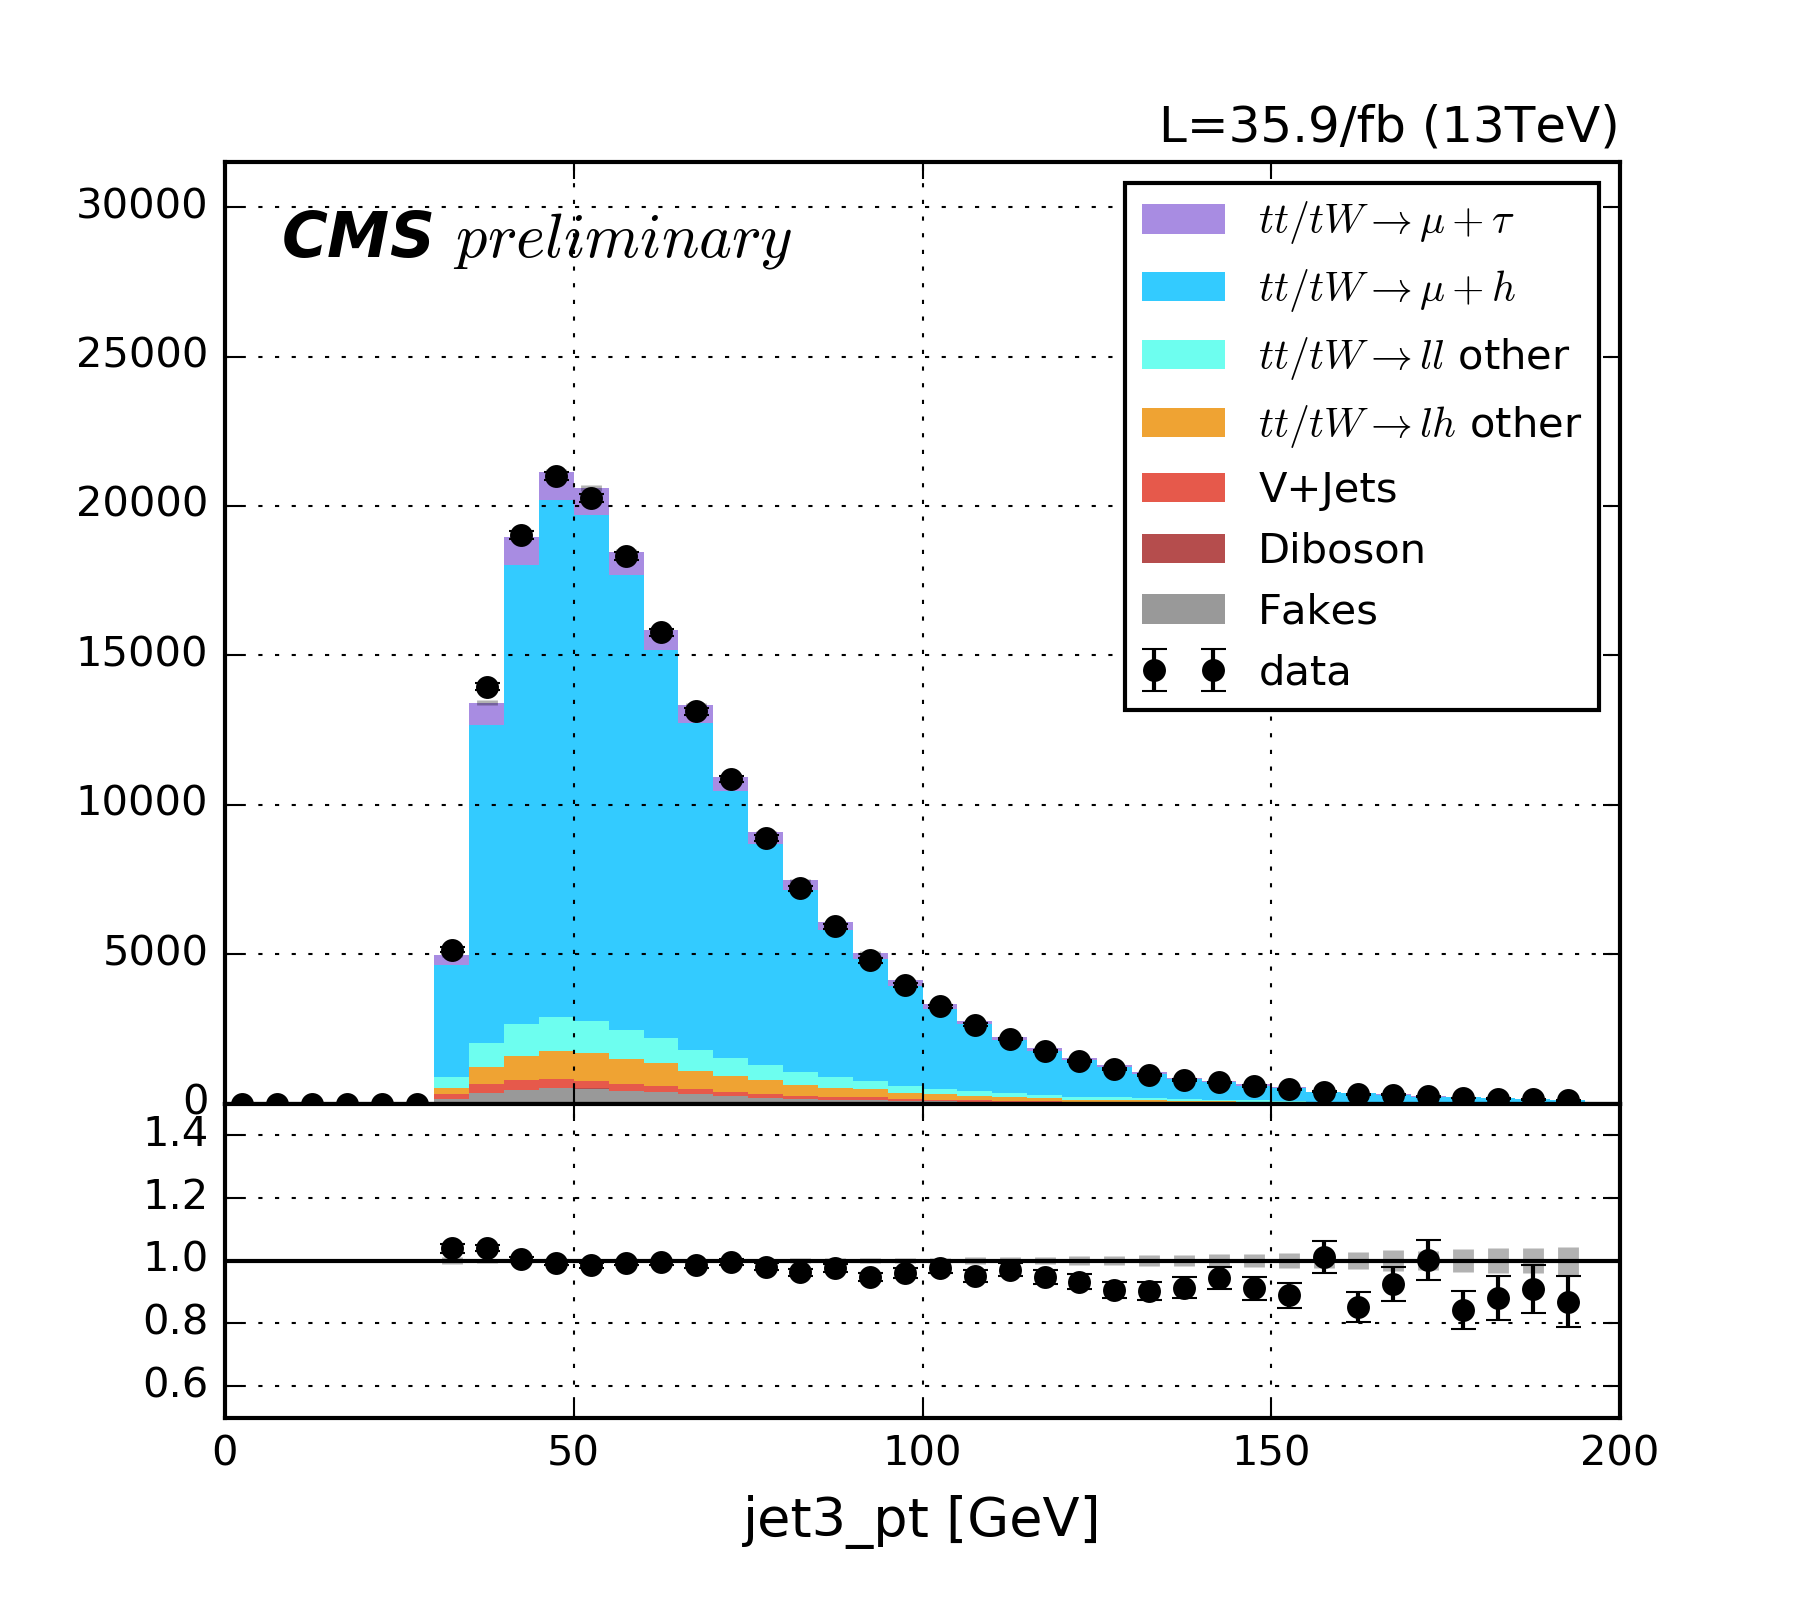 L=35.9/fb (13TeV)
CMS preliminary
30000
25000
20000
15000
10000
5000
0
tt/tW→μ+τ
tt/tW→μ+h
tt/tW→ll other
tt/tW→lh other
V+Jets
Diboson
Fakes
data
1.4
1.2
1.0
0.8
0.6
0 50 100 150 200
jet3_pt [GeV]